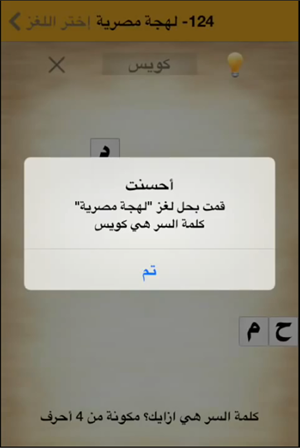 124- لهجة مصرية
إختر اللغز
كويس
د
أحسنت
قمت بحل لغز "لهجة مصرية"
كلمة السر هي كويس
تم
ح م
كلمة السر هي ازايك؟ مكونة من 4 أحرف